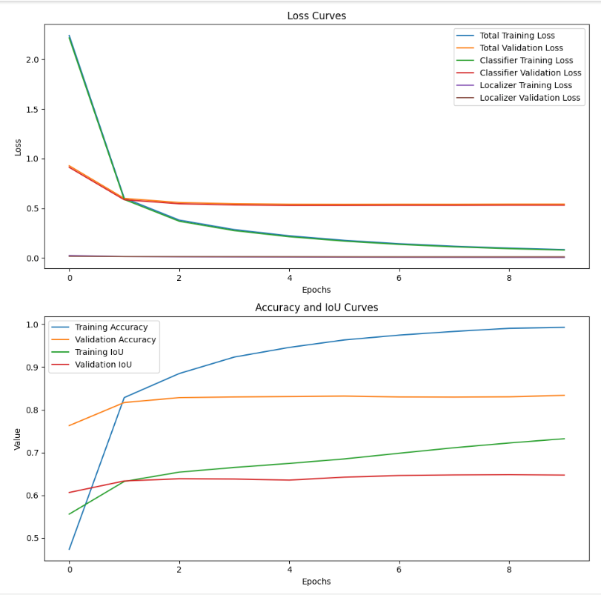 Loss Curves
Total Training Loss
Total Validation Loss
Classifier Training Loss
Classifier Validation Loss
Localizer Training Loss
Localizer Validation Loss
2.0
1.5
1.0
0.5
0.0
Loss
0 2 4 6 8
Epochs
Accuracy and IoU Curves
Training Accuracy
Validation Accuracy
Training IoU
Validation IoU
1.0
0.9
0.8
0.7
0.6
0.5
Value
0 2 4 6 8
Epochs